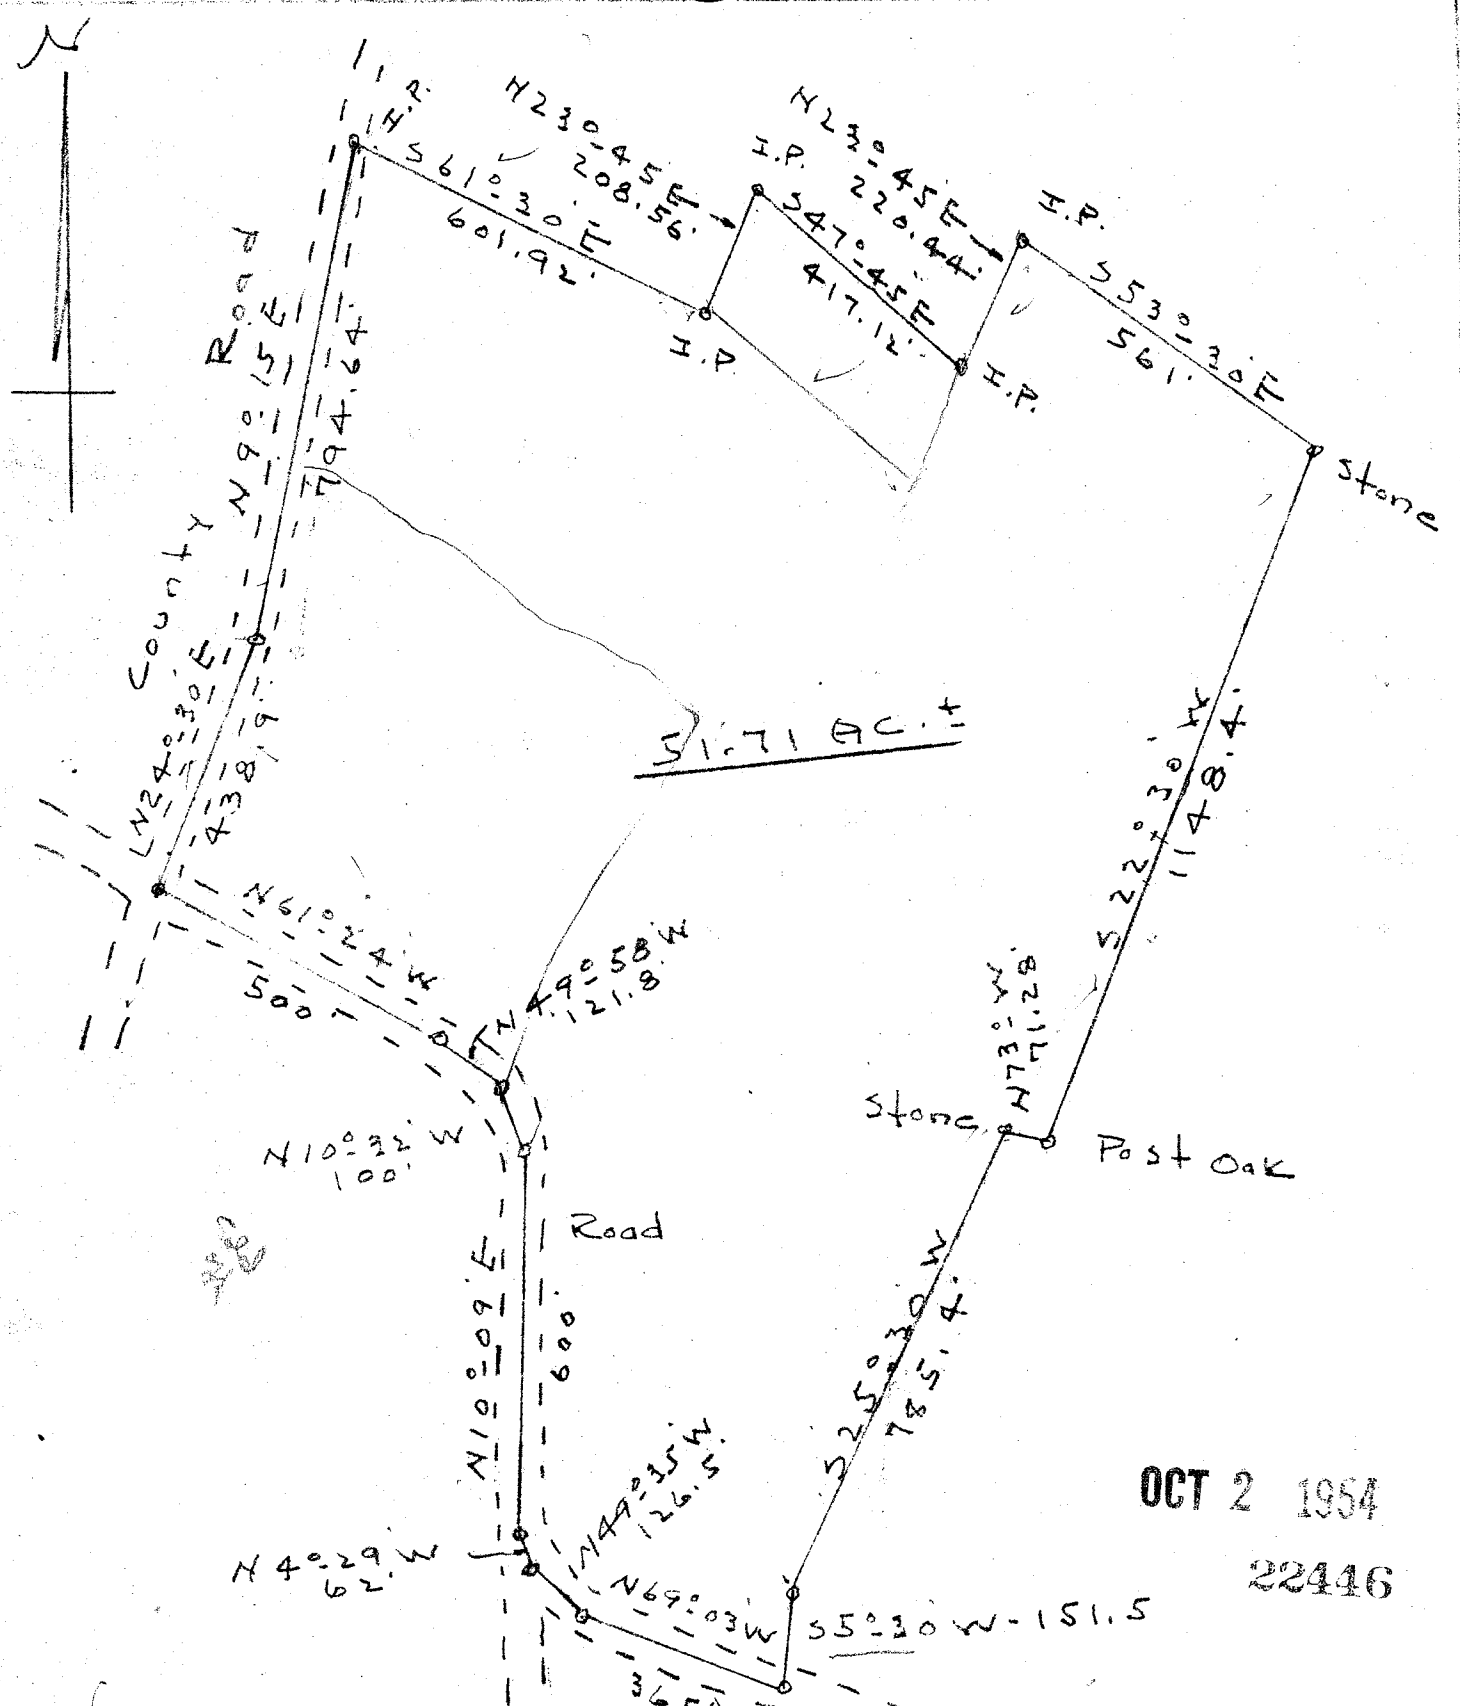 N
I.P.
S61°-30'E
601.92'
N23°-45'E
208.56'
I.P.
I.P.
S47°-45'E
417.12'
N23°-45'E
220.44'
I.P.
I.P.
S53°-30'E
561'
Stone
County Road
N9°-15'E
794.64'
N24°-30'E
438.9'
51.71 AC.±
S22°-30'W
1148.4'
N61°-24'W
500'
N49°-58'W
121.8'
N73°-W
71.28'
Stone
Post Oak
N10°-32'W
100'
Road
N10°-09'E
600'
S25°-30'W
785.4'
N49°-35'W
126.5'
OCT 2 1954
22446
N4°-29'W
62'
N69°-03'W
S5°-30'W-151.5